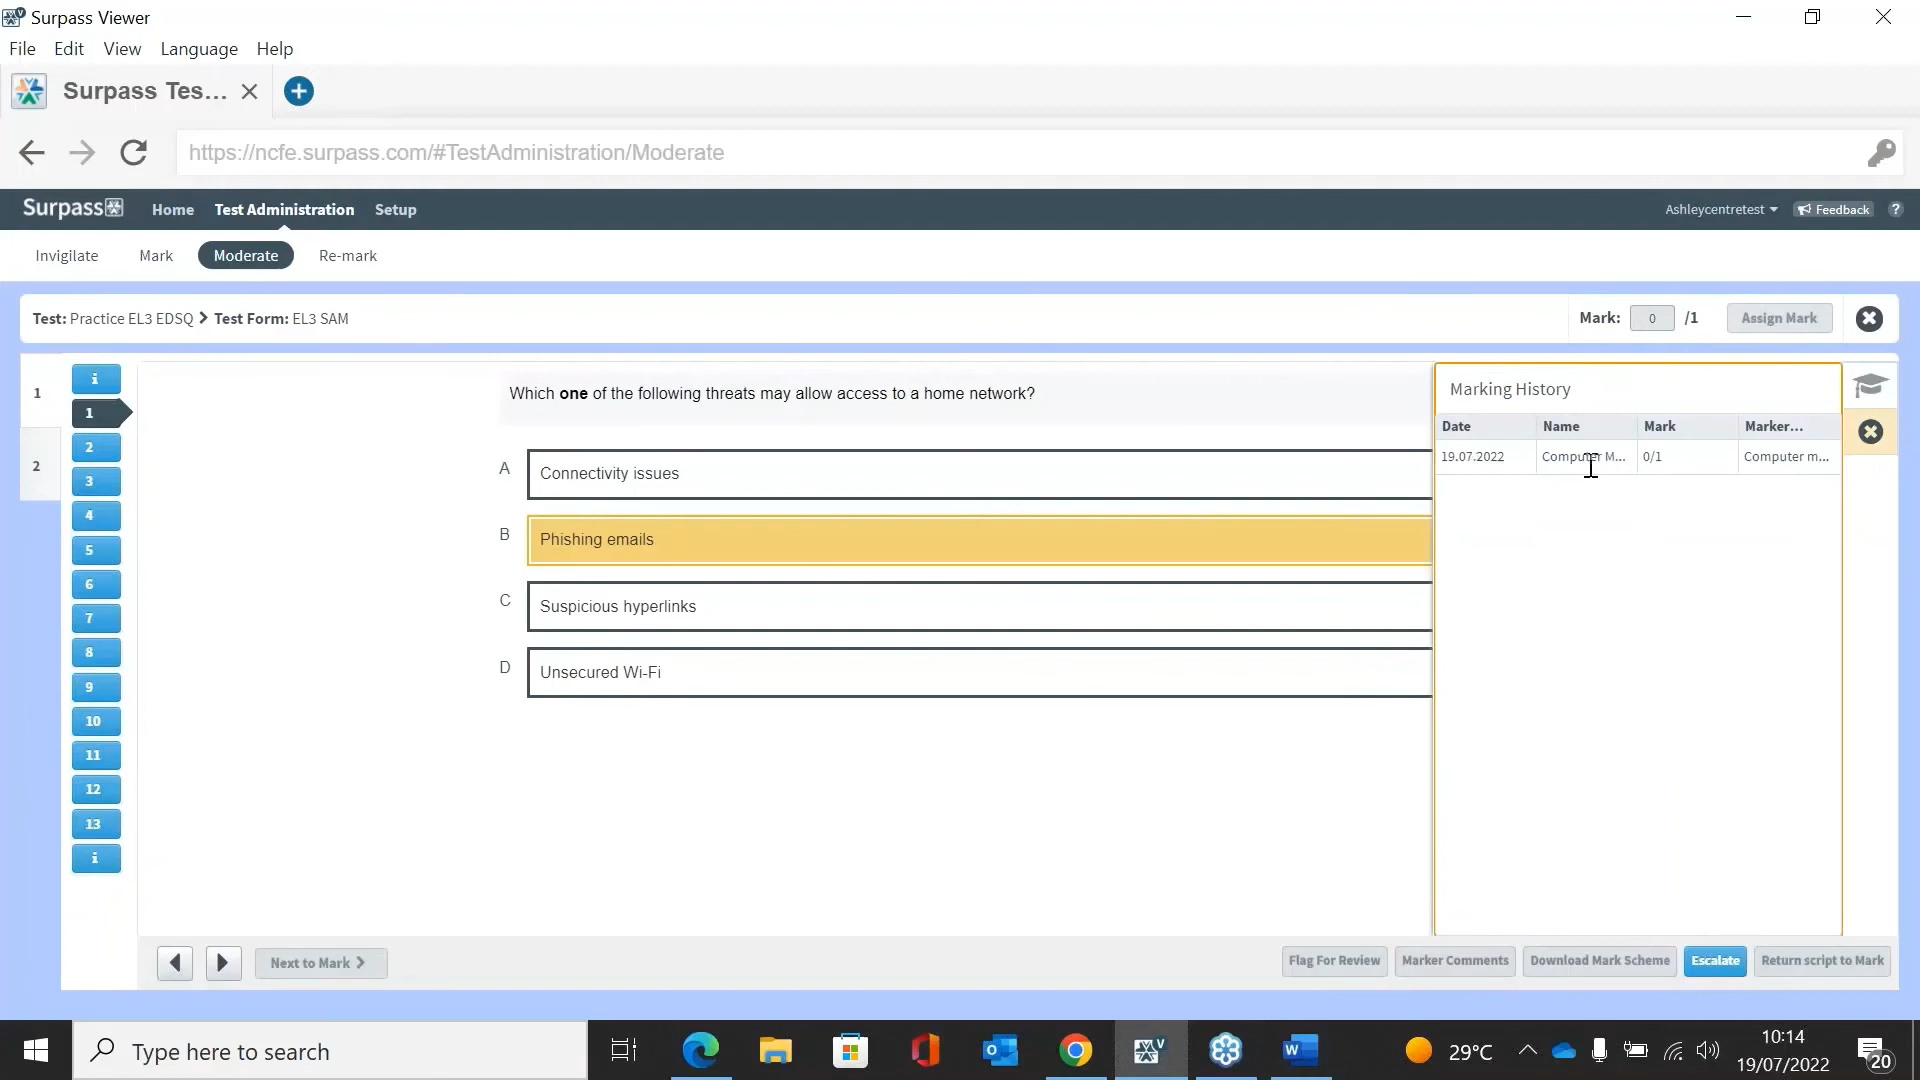 Surpass Viewer
File Edit View Language Help
Surpass Tes...
https://ncfe.surpass.com/#TestAdministration/Moderate
Surpass Home Test Administration Setup Ashleycentretest Feedback ?
Invigilate Mark Moderate Re-mark
Test: Practice EL3 EDSQ > Test Form: EL3 SAM Mark: 0 /1 Assign Mark
1
2
i
1
2
3
4
5
6
7
8
9
10
11
12
13
i
Which one of the following threats may allow access to a home network?
A Connectivity issues
B Phishing emails
C Suspicious hyperlinks
D Unsecured Wi-Fi
Marking History
Date Name Mark Marker...
19.07.2022 Computer M... 0/1 Computer m...
Next to Mark > Flag For Review Marker Comments Download Mark Scheme Escalate Return script to Mark
Type here to search
29°C
10:14
19/07/2022
20